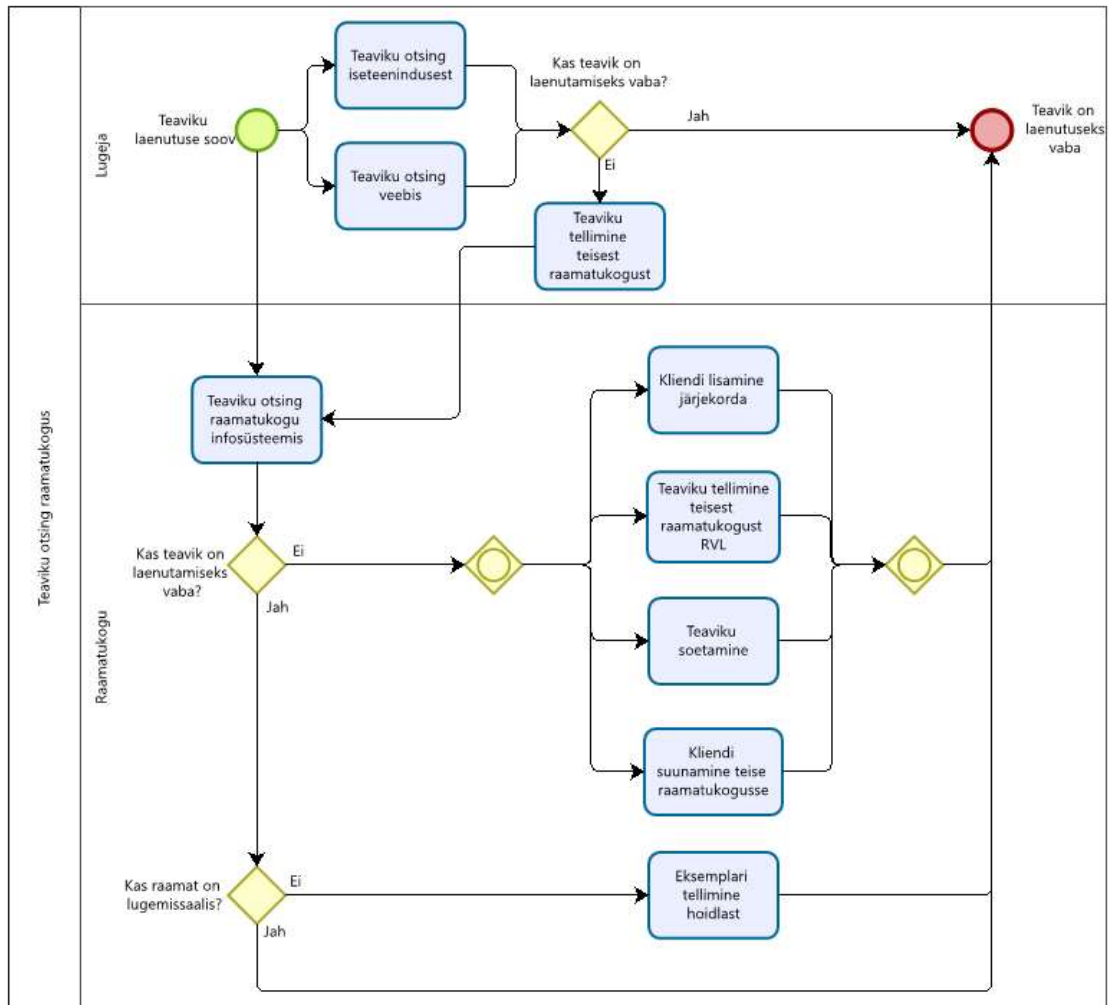 Teaviku otsing raamatukogus
Lugeja
Teaviku
laenutuse soov
Teaviku otsing
iseteenindusest
Teaviku otsing
veebis
Kas teavik on
laenutamiseks vaba?
Jah
Ei
Teaviku
tellimine
teisest
raamatukogust
Teavik on
laenutuseks
vaba
Raamatukogu
Teaviku otsing
raamatukogu
infosüsteemis
Kas teavik on
laenutamiseks
vaba?
Ei
Jah
Kliendi lisamine
järjekorda
Teaviku tellimine
teisest
raamatukogust
RVL
Teaviku
soetamine
Kliendi
suunamine teise
raamatukogusse
Kas raamat on
lugemissaalis?
Ei
Jah
Eksemplari
tellimine
hoidlast